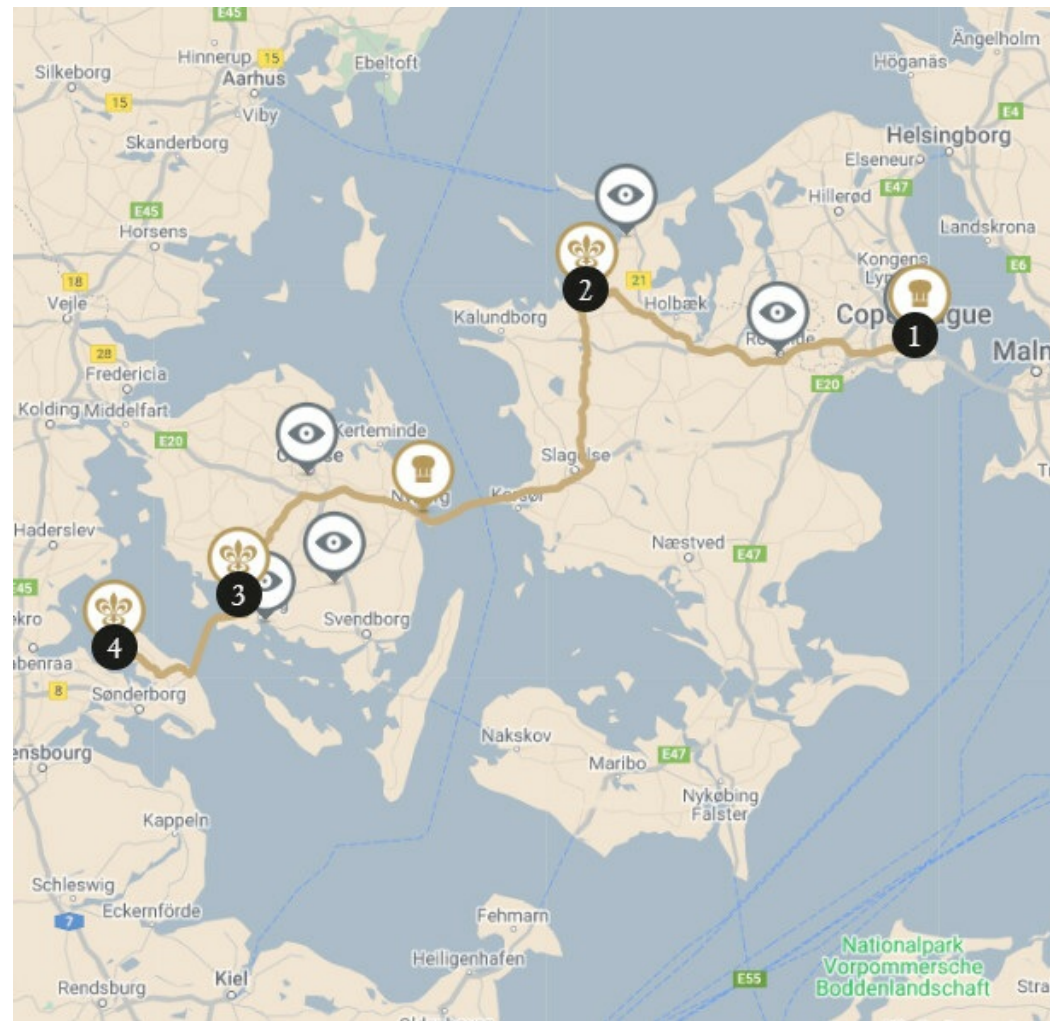 E45
Ängelholm
Hinnerup
15
Ebeltoft
Höganäs
Silkeborg
Aarhus
15
E4
Viby
Skanderborg
Helsingborg
Elseneur
E47
Hillerød
E45
Landskrona
Horsens
Kongens
E6
18
21
Vejle
Holbæk
Kalundborg
2
1
28
Fredericia
E20
Kolding
Middelfart
Kerteminde
E20
Slagelse
Haderslev
Næstved
E47
3
Svendborg
4
8
Sønderborg
Nakskov
E47
Maribo
Nykøbing
Falster
Kappeln
Schleswig
Eckernförde
7
Fehmarn
Nationalpark
Vorpommersche
Boddenlandschaft
Heiligenhafen
Kiel
E55
Rendsburg